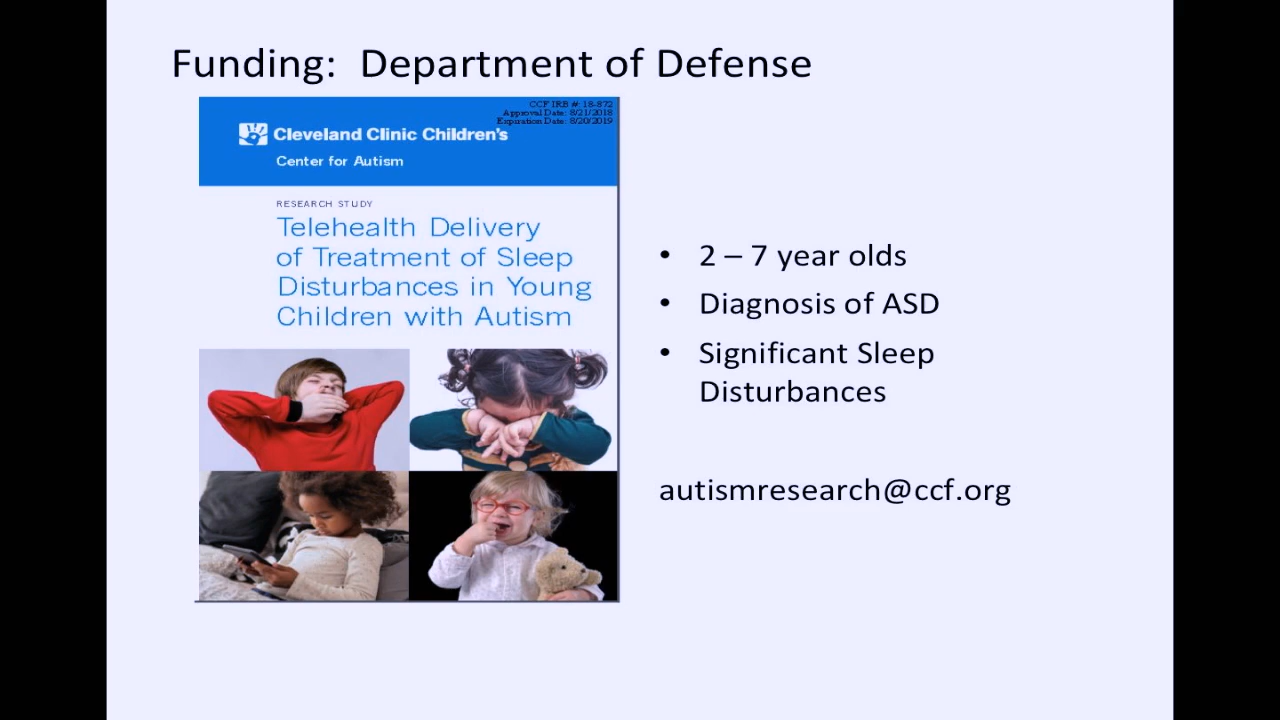 Funding:  Department of Defense
CCF IRB #: 18-872
Approval Date: 8/21/2018
Expiration Date: 8/20/2019
Cleveland Clinic Children's
Center for Autism
RESEARCH STUDY
Telehealth Delivery
of Treatment of Sleep
Disturbances in Young
Children with Autism
• 2 – 7 year olds
• Diagnosis of ASD
• Significant Sleep
Disturbances
autismresearch@ccf.org